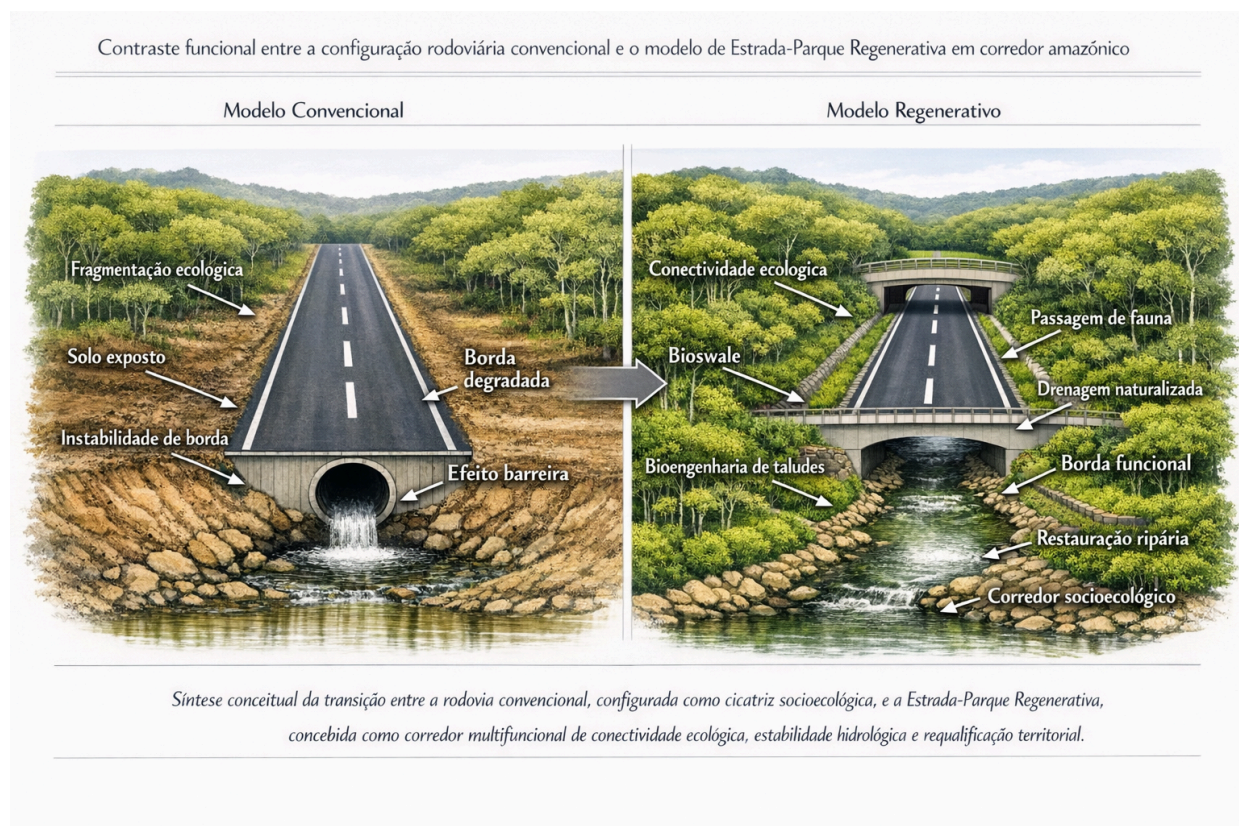 Contraste funcional entre a configuração rodoviária convencional e o modelo de Estrada-Parque Regenerativa em corredor amazónico
Modelo Convencional
Modelo Regenerativo
Fragmentação ecológica
Solo exposto
Borda
degradada
Instabilidade de borda
Efeito barreira
Conectividade ecologica
Passagem de fauna
Bioswale
Drenagem naturalizada
Bioengenharia de taludes
Borda funcional
Restauração ripária
Corredor socioecológico
Síntese conceitual da transição entre a rodovia convencional, configurada como cicatriz socioecológica, e a Estrada-Parque Regenerativa,
concebida como corredor multifuncional de conectividade ecológica, estabilidade hidrológica e requalificação territorial.